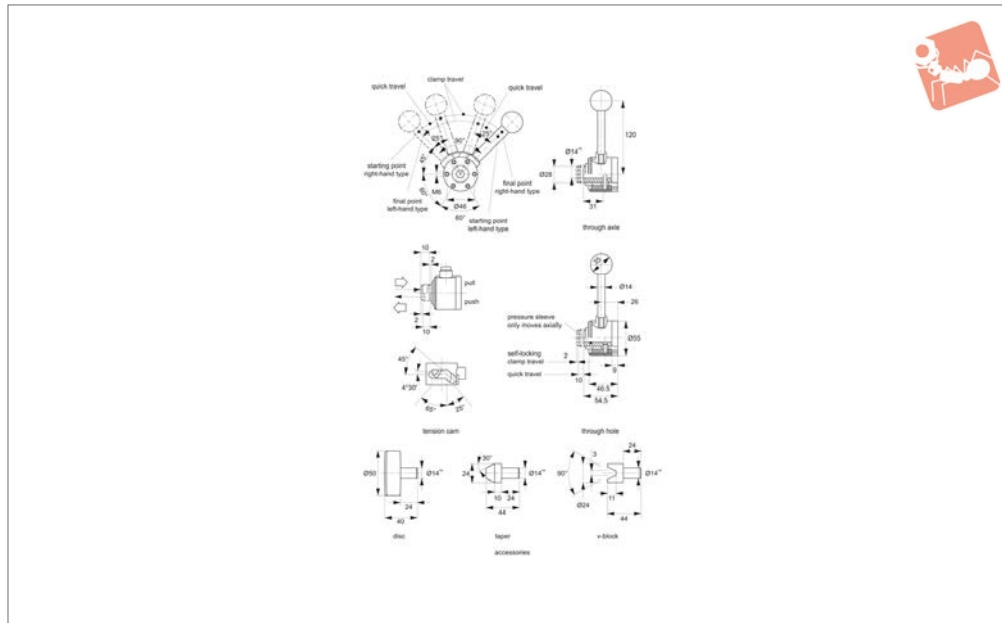 clamp travel
quick travel
quick travel
25°
90°
25°
45°
starting point
right-hand type
final point
left-hand type
M6
Ø46
60°
final point
right-hand type
starting point
left-hand type
120
Ø14
Ø28
31
through axle
10
2
pull
push
2
10
45°
4°30'
65°
25°
tension cam
Ø14
26
pressure sleeve
only moves axially
Ø55
self-locking
clamp travel
2
quick travel
10
9
46.5
54.5
through hole
Ø50
Ø14
24
40
disc
30°
24
Ø14
10
24
44
taper
24
3
90°
Ø14
Ø24
11
44
v-block
accessories